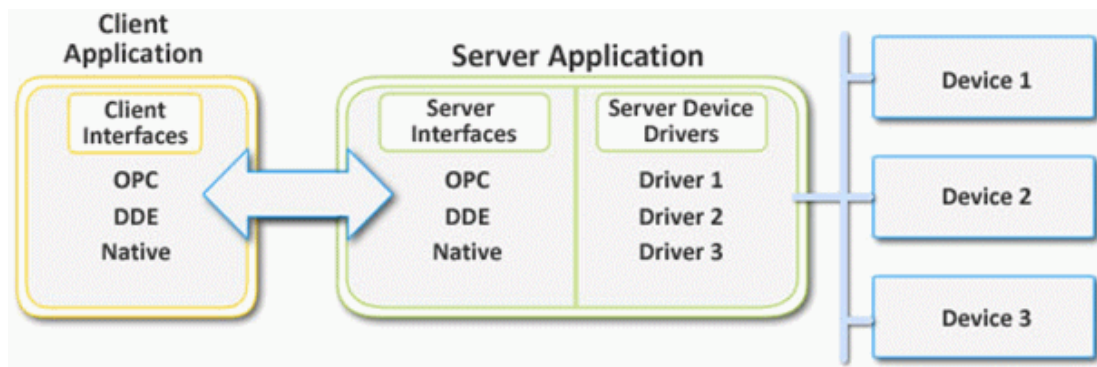 Client
Application
Client
Interfaces
OPC
DDE
Native
Server Application
Server
Interfaces
OPC
DDE
Native
Server Device
Drivers
Driver 1
Driver 2
Driver 3
Device 1
Device 2
Device 3